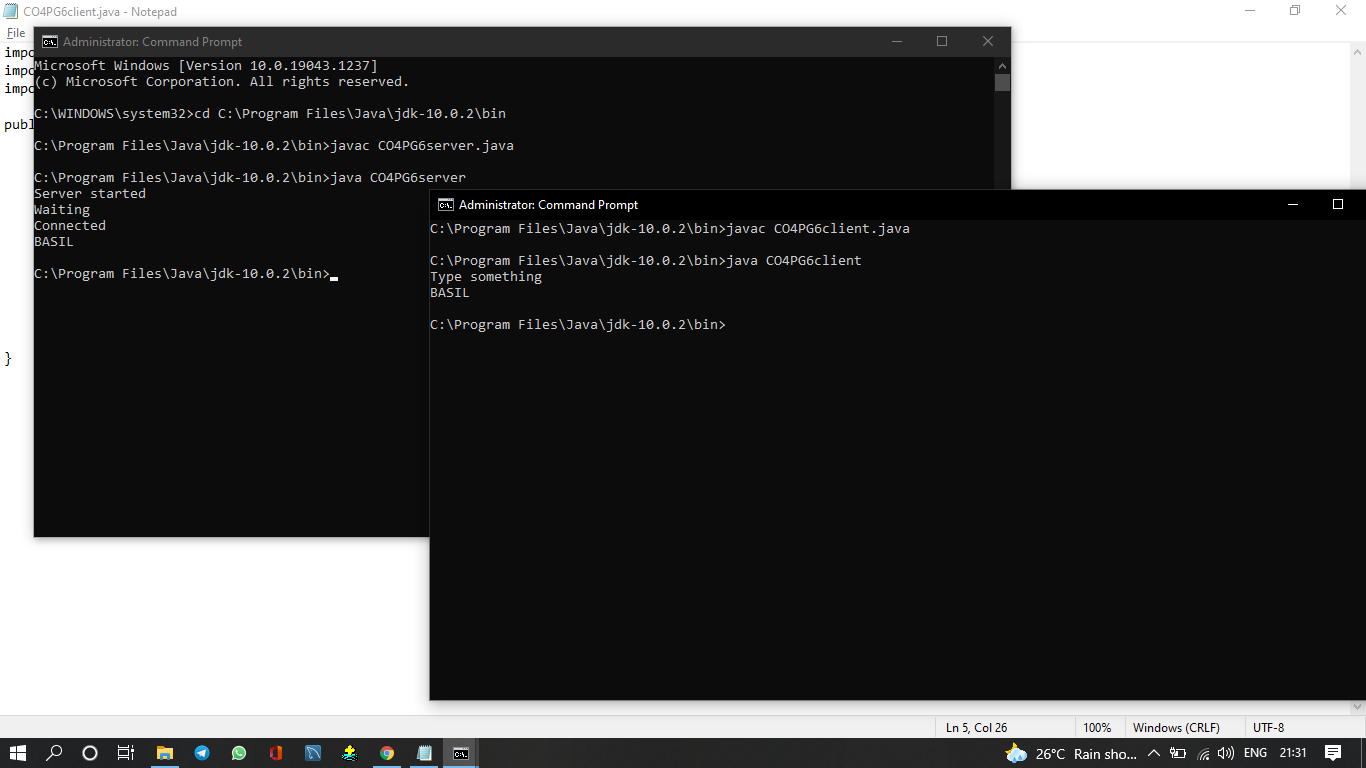 CO4PG6client.java - Notepad
File
impo
impo
impo
publ
}
Administrator: Command Prompt
Microsoft Windows [Version 10.0.19043.1237]
(c) Microsoft Corporation. All rights reserved.
C:\WINDOWS\system32>cd C:\Program Files\Java\jdk-10.0.2\bin
C:\Program Files\Java\jdk-10.0.2\bin>javac CO4PG6server.java
C:\Program Files\Java\jdk-10.0.2\bin>java CO4PG6server
Server started
Waiting
Connected
BASIL
C:\Program Files\Java\jdk-10.0.2\bin>
Administrator: Command Prompt
C:\Program Files\Java\jdk-10.0.2\bin>javac CO4PG6client.java
C:\Program Files\Java\jdk-10.0.2\bin>java CO4PG6client
Type something
BASIL
C:\Program Files\Java\jdk-10.0.2\bin>
Ln 5, Col 26 100% Windows (CRLF) UTF-8
26°C Rain sho... ENG 21:31